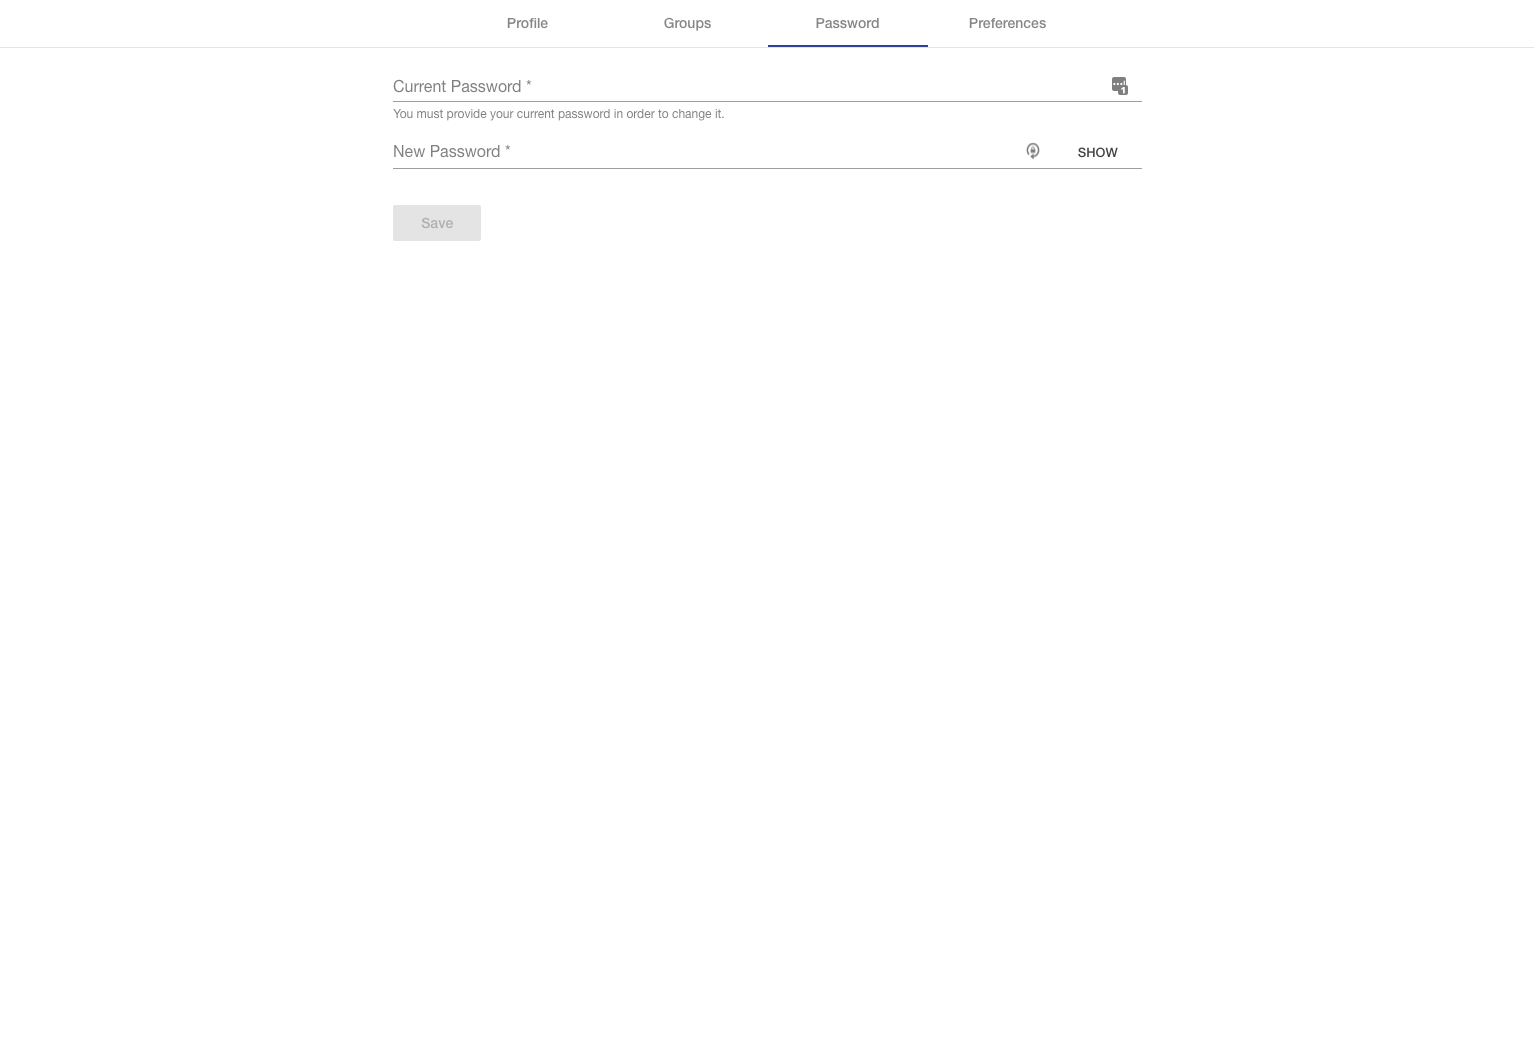 Profile
Groups
Password
Preferences
Current Password *
You must provide your current password in order to change it.
New Password *
SHOW
Save